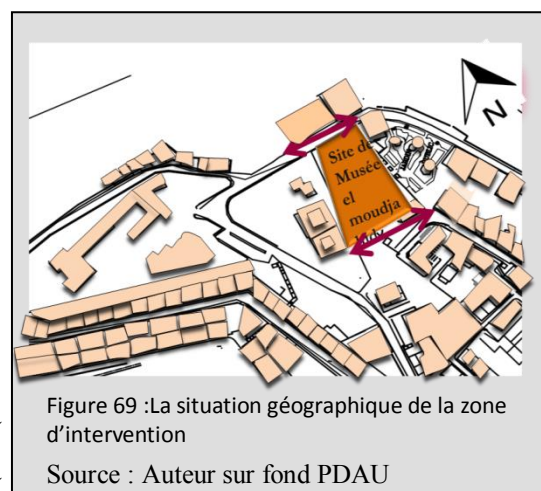 N
Site de
Musée
el
moudja
Figure 69 :La situation géographique de la zone
d’intervention
Source : Auteur sur fond PDAU